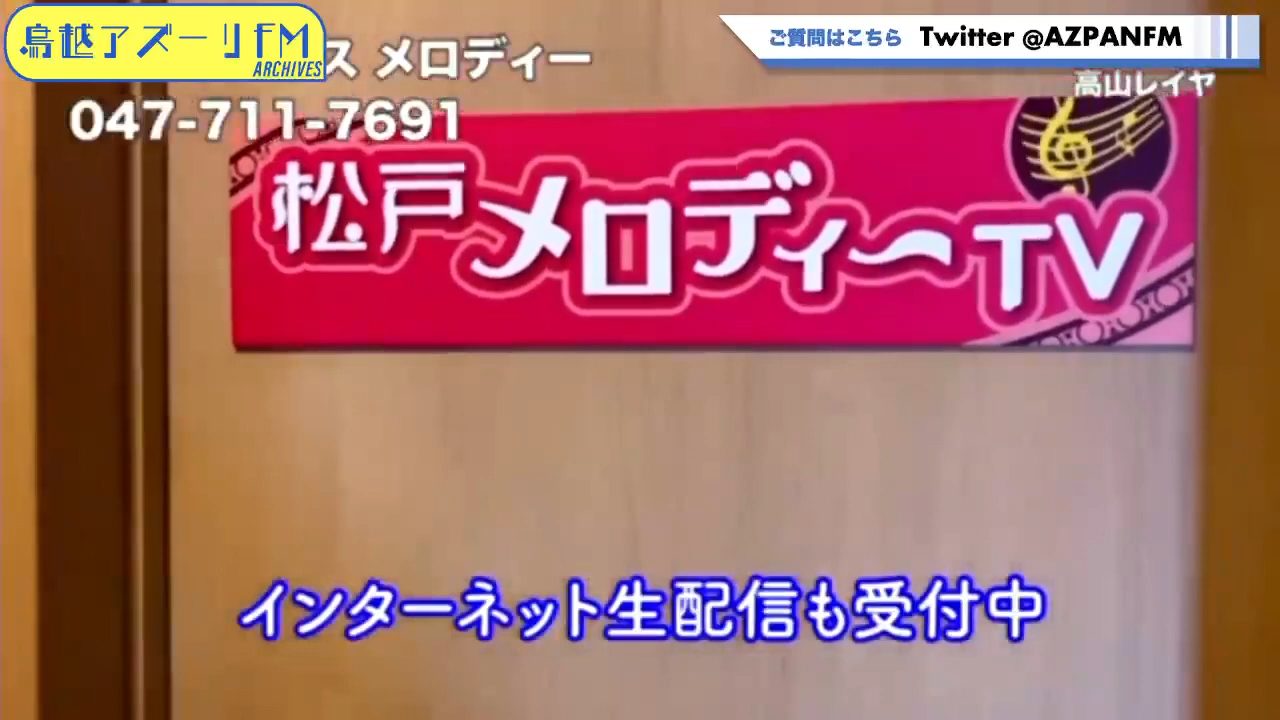 鳥越アズーリFM
ARCHIVES
ご質問はこちら Twitter @AZPANFM
ス メロディー
高山レイヤ
047-711-7691
松戸メロディーTV
インターネット生配信も受付中